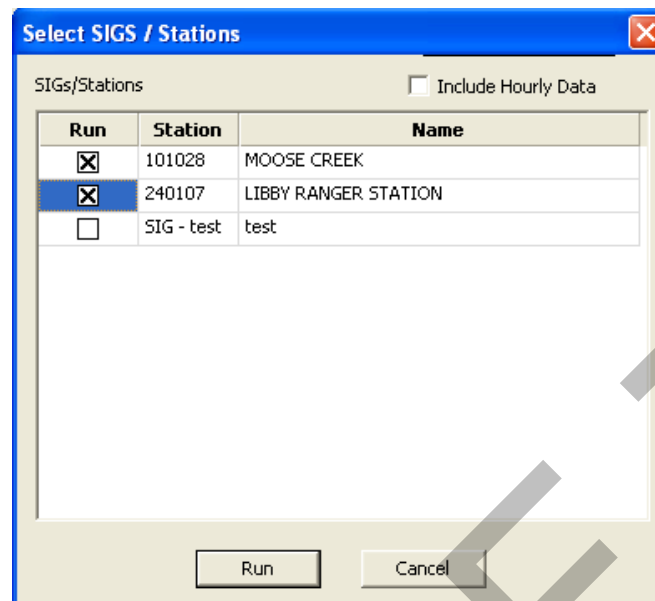 Select SIGS / Stations
SIGs/Stations Include Hourly Data
Run Station Name
101028 MOOSE CREEK
240107 LIBBY RANGER STATION
SIG - test test
Run Cancel